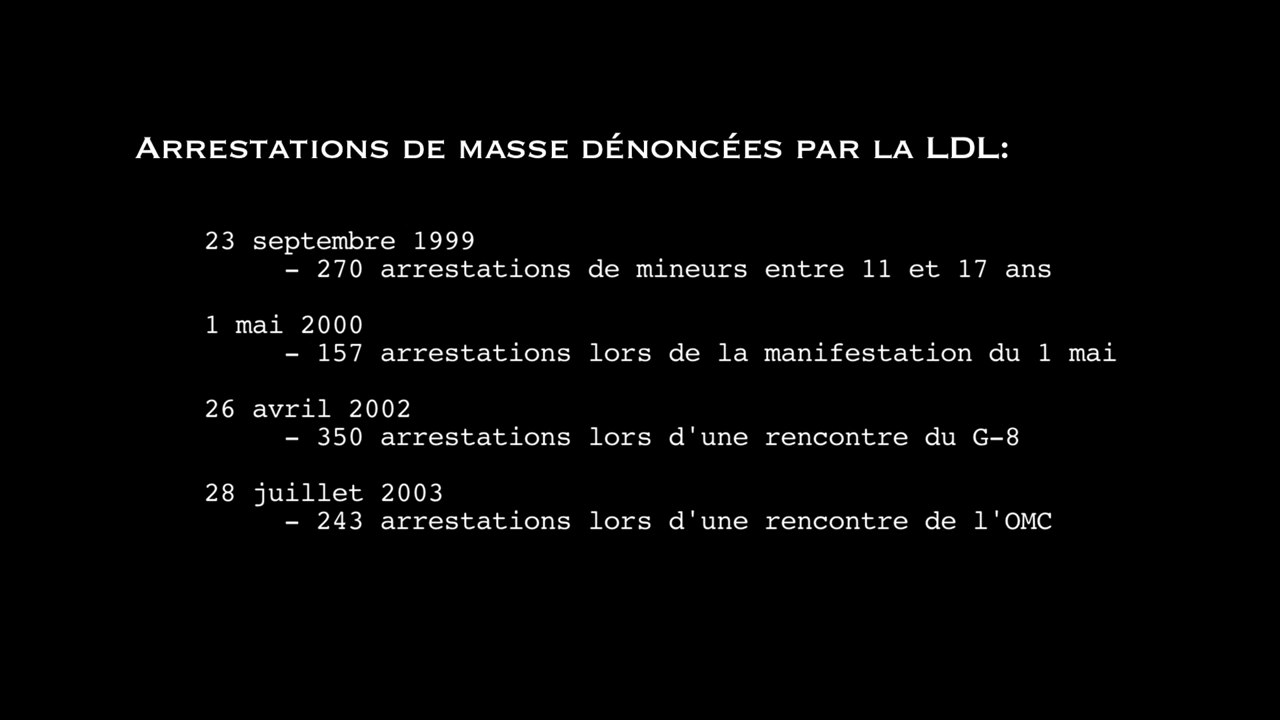 Arrestations de masse dénoncées par la LDL:
23 septembre 1999
– 270 arrestations de mineurs entre 11 et 17 ans
1 mai 2000
– 157 arrestations lors de la manifestation du 1 mai
26 avril 2002
– 350 arrestations lors d'une rencontre du G-8
28 juillet 2003
– 243 arrestations lors d'une rencontre de l'OMC